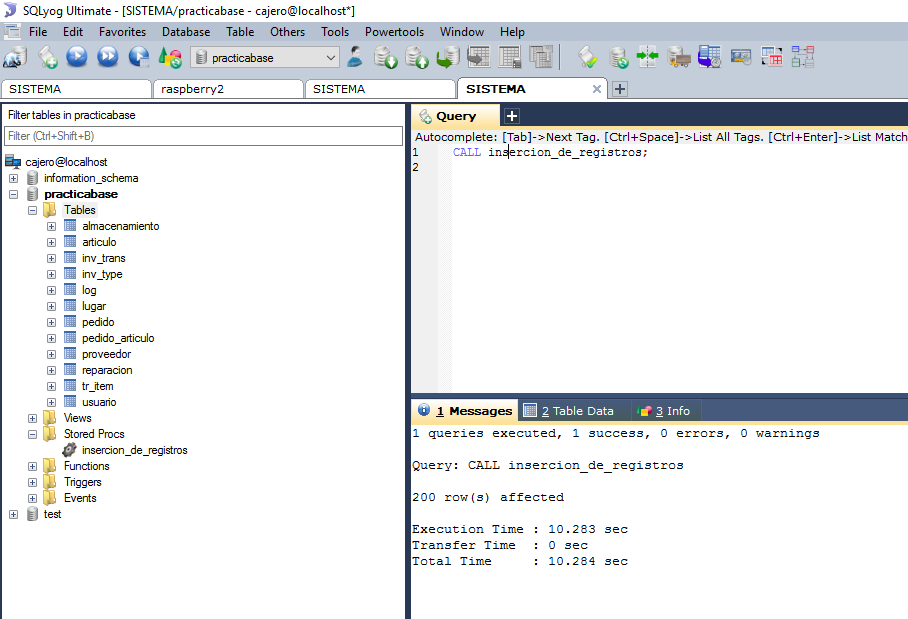 SQLyog Ultimate - [SISTEMA/practicabase - cajero@localhost*]
File Edit Favorites Database Table Others Tools Powertools Window Help
practicabase
SISTEMA raspberry2 SISTEMA SISTEMA
Filter tables in practicabase
Filter (Ctrl+Shift+B)
cajero@localhost
information_schema
practicabase
Tables
almacenamiento
articulo
inv_trans
inv_type
log
lugar
pedido
pedido_articulo
proveedor
reparacion
tr_item
usuario
Views
Stored Procs
insercion_de_registros
Functions
Triggers
Events
test
Query
Autocomplete: [Tab]->Next Tag. [Ctrl+Space]->List All Tags. [Ctrl+Enter]->List Match
1 CALL insercion_de_registros;
2
1 Messages 2 Table Data 3 Info
1 queries executed, 1 success, 0 errors, 0 warnings
Query: CALL insercion_de_registros
200 row(s) affected
Execution Time : 10.283 sec
Transfer Time : 0 sec
Total Time : 10.284 sec